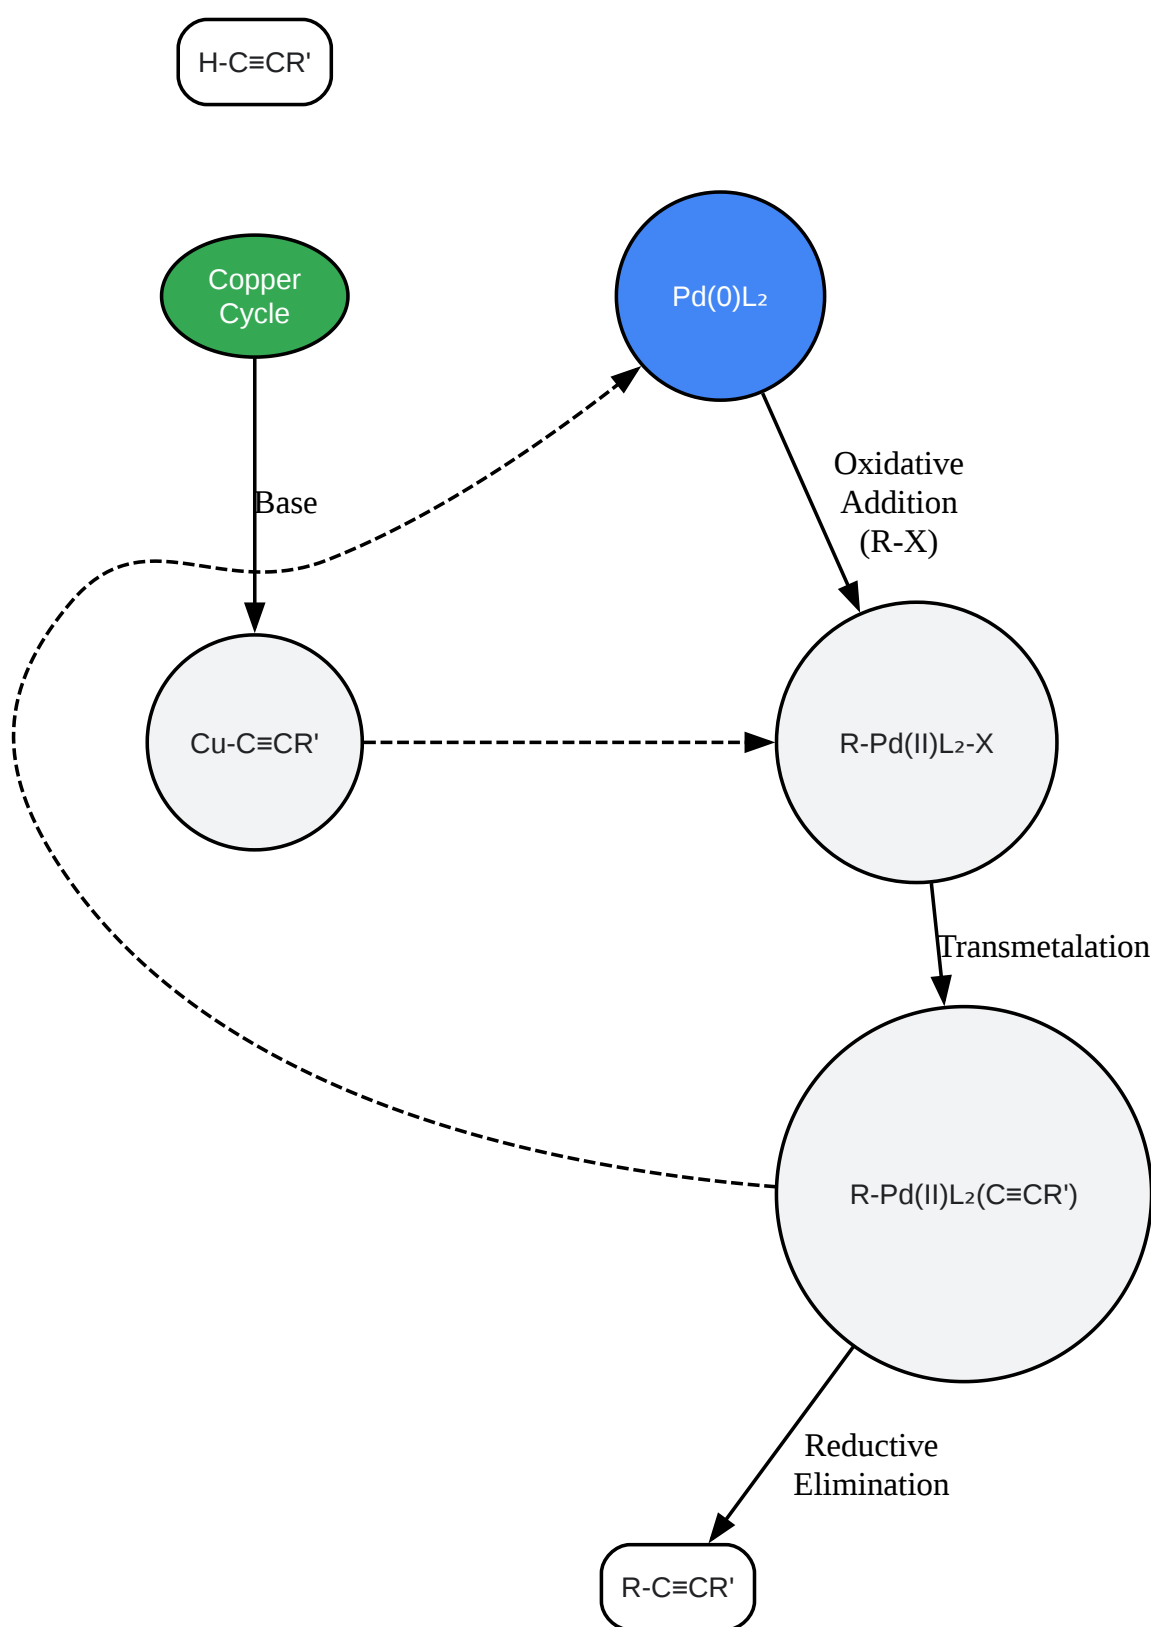 H-C≡CR'
Copper
Cycle
Pd(0)L₂
Oxidative
Addition
(R-X)
Base
Cu-C≡CR'
R-Pd(II)L₂-X
Transmetalation
R-Pd(II)L₂(C≡CR')
Reductive
Elimination
R-C≡CR'